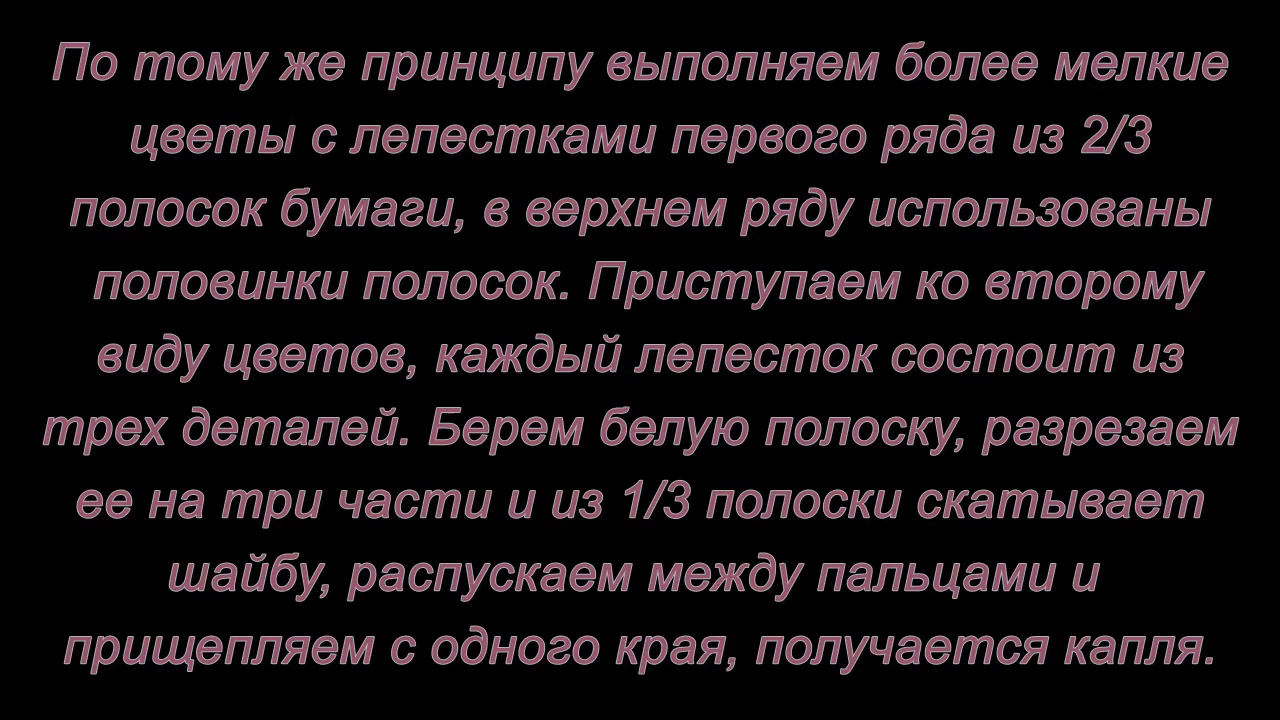 По тому же принципу выполняем более мелкие
цветы с лепестками первого ряда из 2/3
полосок бумаги, в верхнем ряду использованы
половинки полосок. Приступаем ко второму
виду цветов, каждый лепесток состоит из
трех деталей. Берем белую полоску, разрезаем
ее на три части и из 1/3 полоски скатывает
шайбу, распускаем между пальцами и
прищепляем с одного края, получается капля.